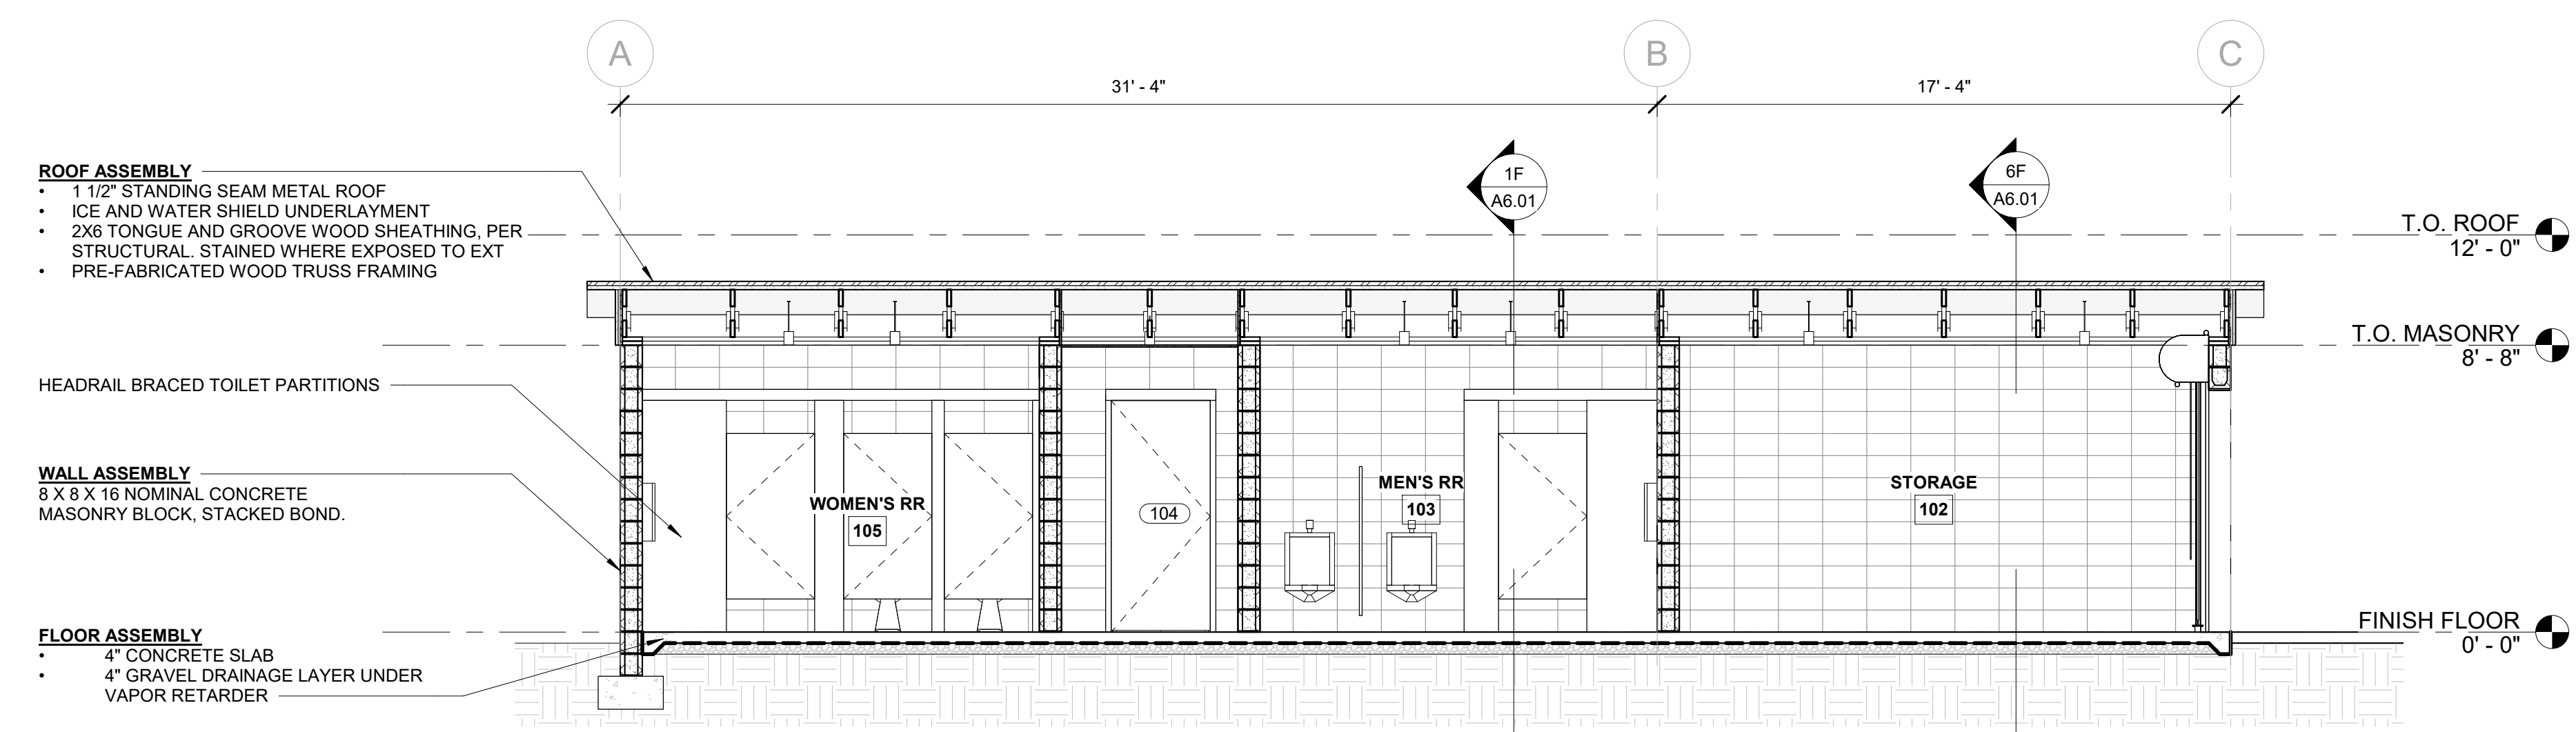 A
B
C
31' - 4"
17' - 4"
ROOF ASSEMBLY
• 1 1/2" STANDING SEAM METAL ROOF
• ICE AND WATER SHIELD UNDERLAYMENT
• 2X6 TONGUE AND GROOVE WOOD SHEATHING, PER
STRUCTURAL. STAINED WHERE EXPOSED TO EXT
• PRE-FABRICATED WOOD TRUSS FRAMING
1F
A6.01
6F
A6.01
T.O. ROOF
12' - 0"
T.O. MASONRY
8' - 8"
HEADRAIL BRACED TOILET PARTITIONS
WALL ASSEMBLY
8 X 8 X 16 NOMINAL CONCRETE
MASONRY BLOCK, STACKED BOND.
WOMEN'S RR
105
104
MEN'S RR
103
STORAGE
102
FLOOR ASSEMBLY
• 4" CONCRETE SLAB
• 4" GRAVEL DRAINAGE LAYER UNDER
VAPOR RETARDER
FINISH FLOOR
0' - 0"